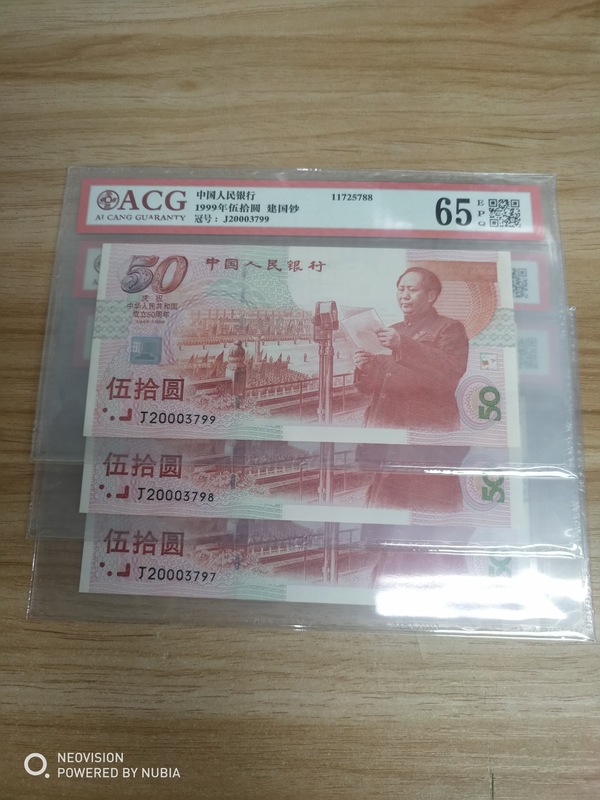 ACG
AI CANG GUARANTY
中国人民银行
1999年伍拾圆 建国钞
冠号：J20003799
11725788
65
EPQ
50
中国人民银行
庆祝
中华人民共和国
成立50周年
1949-1999
伍拾圆
J20003799
50
伍拾圆
J20003798
50
伍拾圆
J20003797
NEOVISION
POWERED BY NUBIA